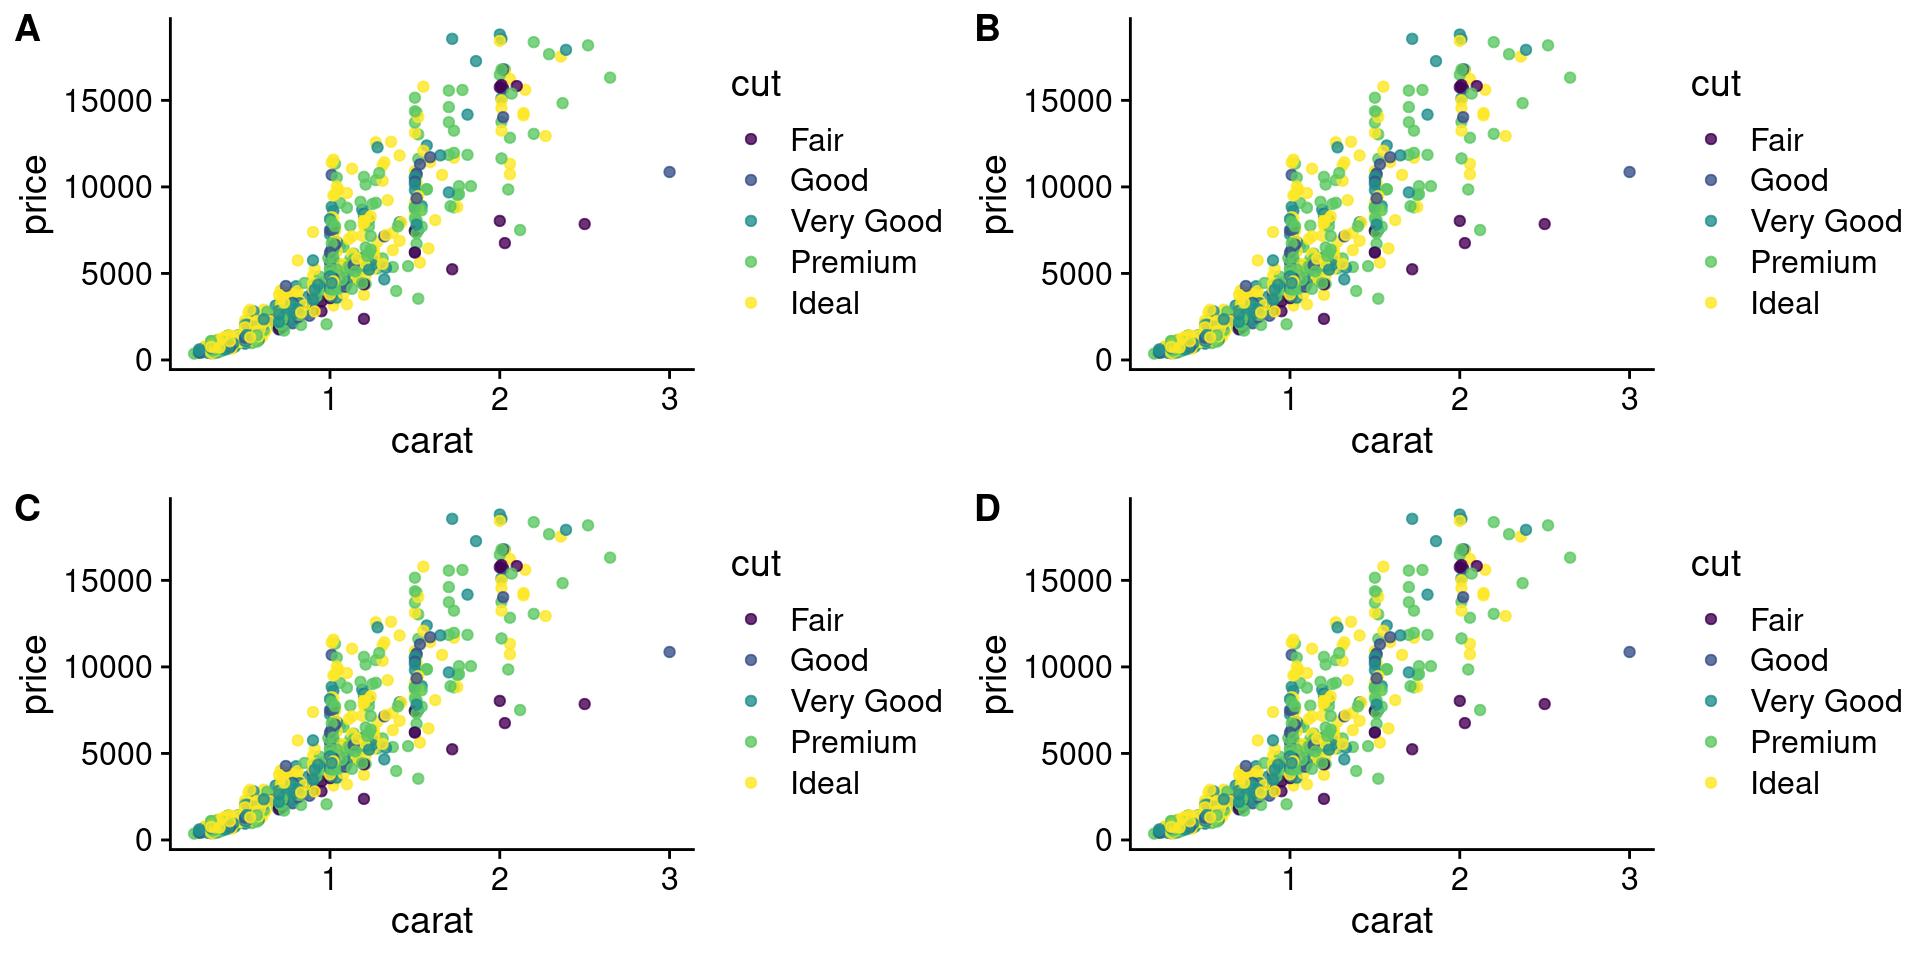 A
price
15000
10000
5000
0
1 2 3
carat
cut
Fair
Good
Very Good
Premium
Ideal
B
price
15000
10000
5000
0
1 2 3
carat
cut
Fair
Good
Very Good
Premium
Ideal
C
price
15000
10000
5000
0
1 2 3
carat
cut
Fair
Good
Very Good
Premium
Ideal
D
price
15000
10000
5000
0
1 2 3
carat
cut
Fair
Good
Very Good
Premium
Ideal